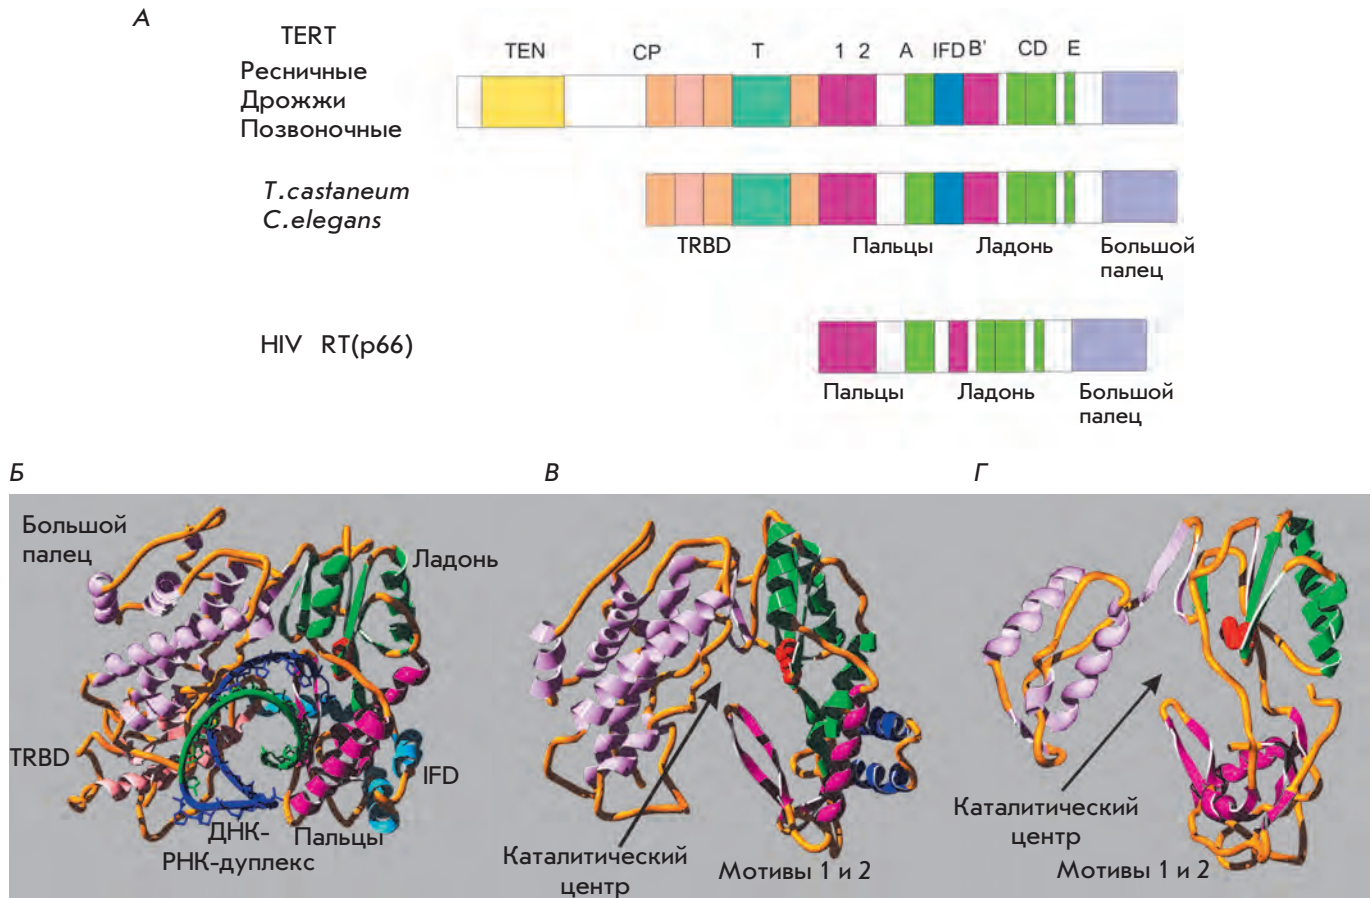 А
TERT
TEN CP T 1 2 A IFD B' CD E
Ресничные
Дрожжи
Позвоночные
T.castaneum
C.elegans
TRBD Пальцы Ладонь Большой
палец
HIV RT(p66)
Пальцы Ладонь Большой
палец
Б В Г
Большой
палец
Ладонь
TRBD
IFD
ДНК-
РНК-дуплекс
Пальцы
Каталитический
центр
Мотивы 1 и 2
Каталитический
центр
Мотивы 1 и 2